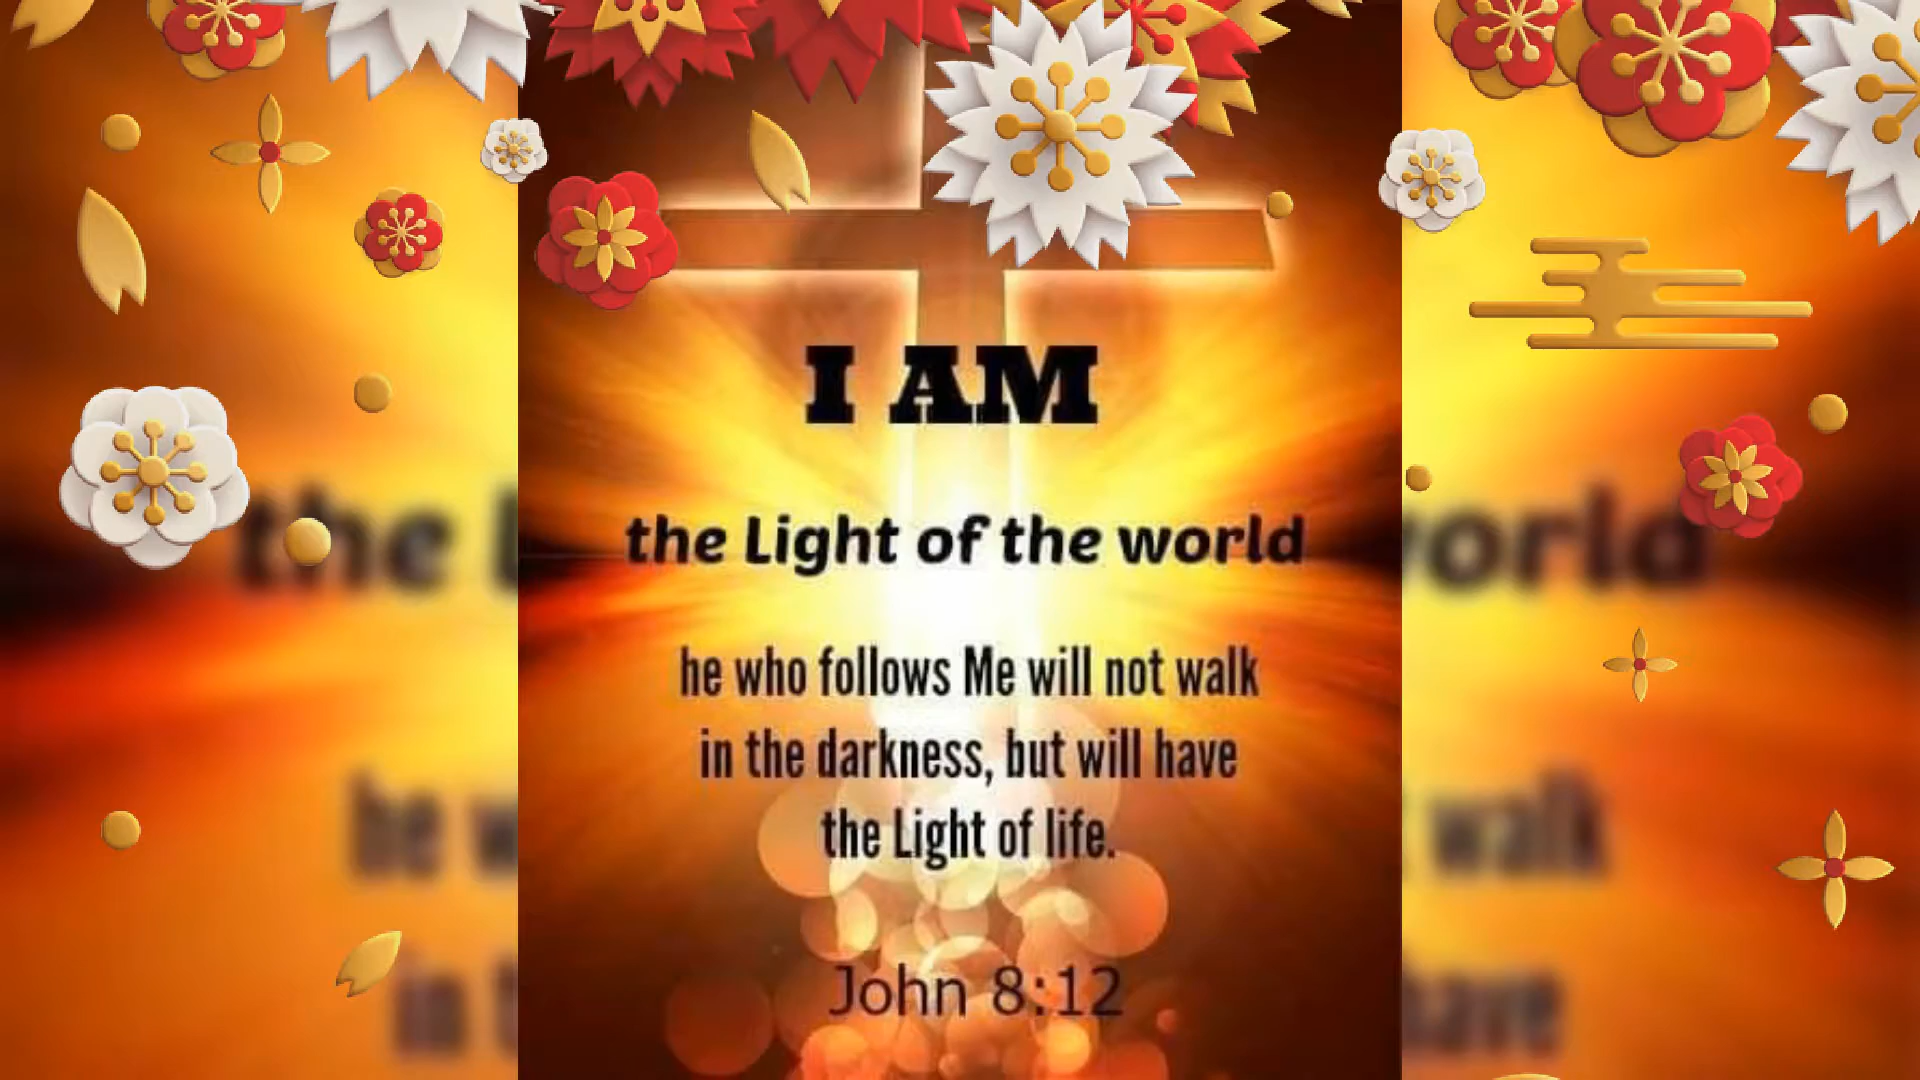 I AM
the Light of the world
he who follows Me will not walk
in the darkness, but will have
the Light of life.
John 8:12